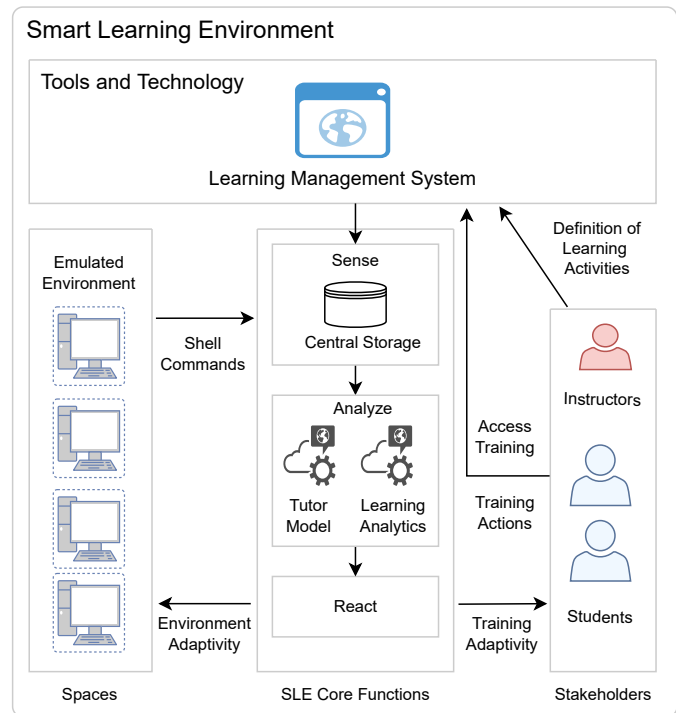 Smart Learning Environment
Tools and Technology
Learning Management System
Definition of
Learning
Activities
Emulated
Environment
Sense
Central Storage
Shell
Commands
Instructors
Analyze
Access
Training
Tutor
Model
Learning
Analytics
Training
Actions
React
Environment
Adaptivity
Training
Adaptivity
Students
Spaces
SLE Core Functions
Stakeholders